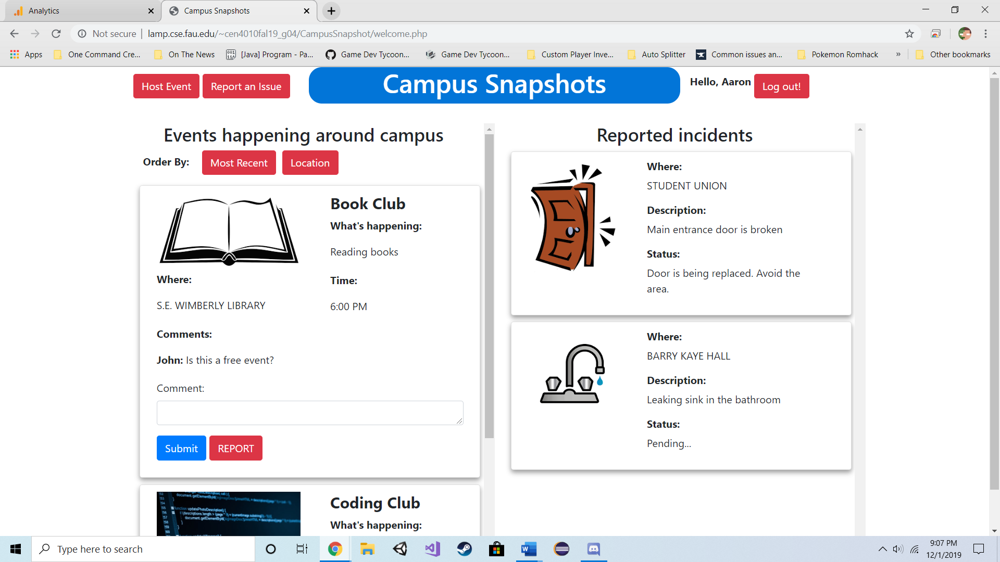 Analytics
Campus Snapshots
Not secure | lamp.cse.fau.edu/~cen4010fal19_g04/CampusSnapshot/welcome.php
Apps One Command Cre... On The News [Java] Program - Pa... Game Dev Tycoon... Game Dev Tycoon... Custom Player Inve... Auto Splitter Common issues an... Pokemon Romhack » Other bookmarks
Host Event Report an Issue
Campus Snapshots
Hello, Aaron Log out!
Events happening around campus
Order By: Most Recent Location
Book Club
What's happening:
Reading books
Where:
S.E. WIMBERLY LIBRARY
Time:
6:00 PM
Comments:
John: Is this a free event?
Comment:
Submit REPORT
Coding Club
What's happening:
Reported incidents
Where:
STUDENT UNION
Description:
Main entrance door is broken
Status:
Door is being replaced. Avoid the
area.
Where:
BARRY KAYE HALL
Description:
Leaking sink in the bathroom
Status:
Pending...
Type here to search
9:07 PM
12/1/2019